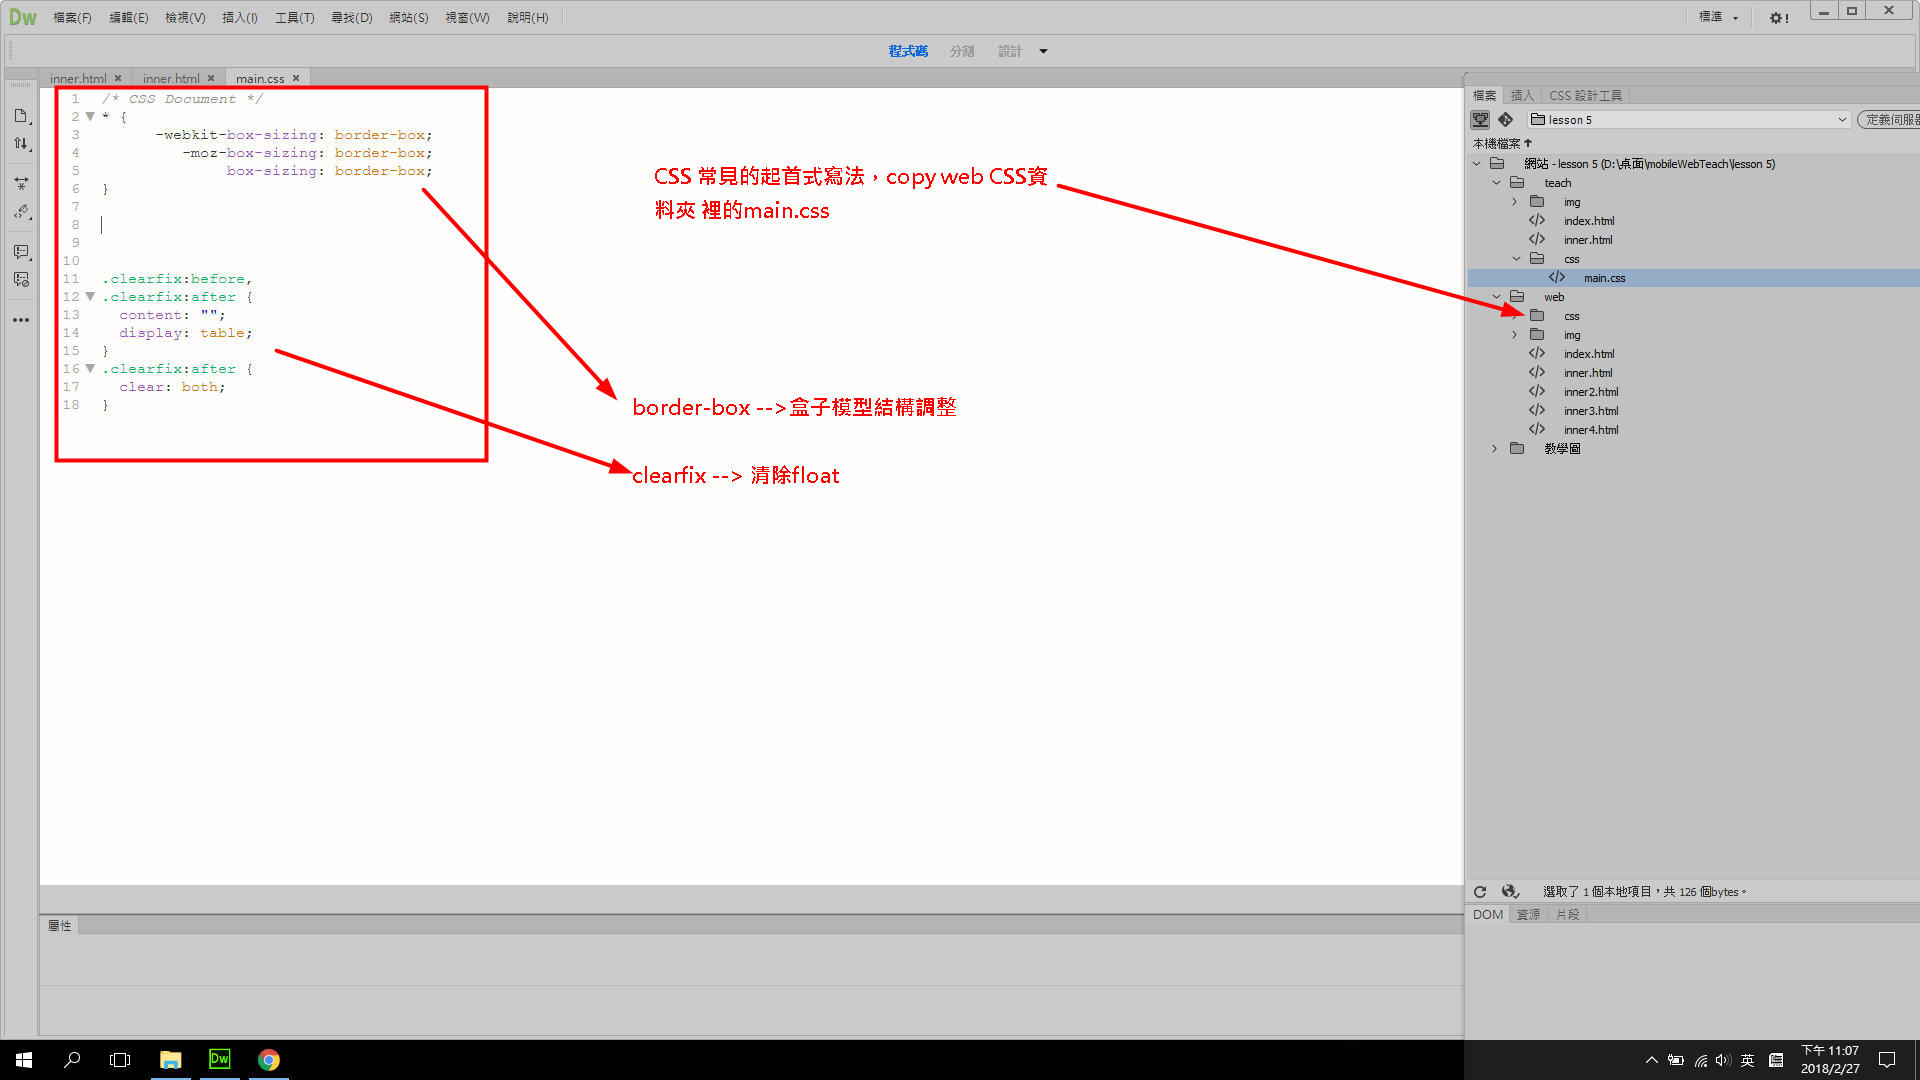 Dw 檔案(F) 編輯(E) 檢視(V) 插入(I) 工具(T) 尋找(D) 網站(S) 視窗(W) 說明(H) 標準
程式碼 分割 設計
inner.html × inner.html × main.css ×
1 /* CSS Document */
2 * {
3 -webkit-box-sizing: border-box;
4 -moz-box-sizing: border-box;
5 box-sizing: border-box;
6 }
7
8
9
10
11 .clearfix:before,
12 .clearfix:after {
13 content: "";
14 display: table;
15 }
16 .clearfix:after {
17 clear: both;
18 }
CSS 常見的起首式寫法，copy web CSS資
料夾 裡的main.css
border-box -->盒子模型結構調整
clearfix --> 清除float
檔案 插入 CSS 設計工具
lesson 5 定義伺服器
本機檔案
網站 - lesson 5 (D:\桌面\mobileWebTeach\lesson 5)
teach
img
index.html
inner.html
css
main.css
web
css
img
index.html
inner.html
inner2.html
inner3.html
inner4.html
教學圖
選取了 1 個本地項目，共 126 個bytes。
DOM 資源 片段
屬性
Dw
英
下午 11:07
2018/2/27